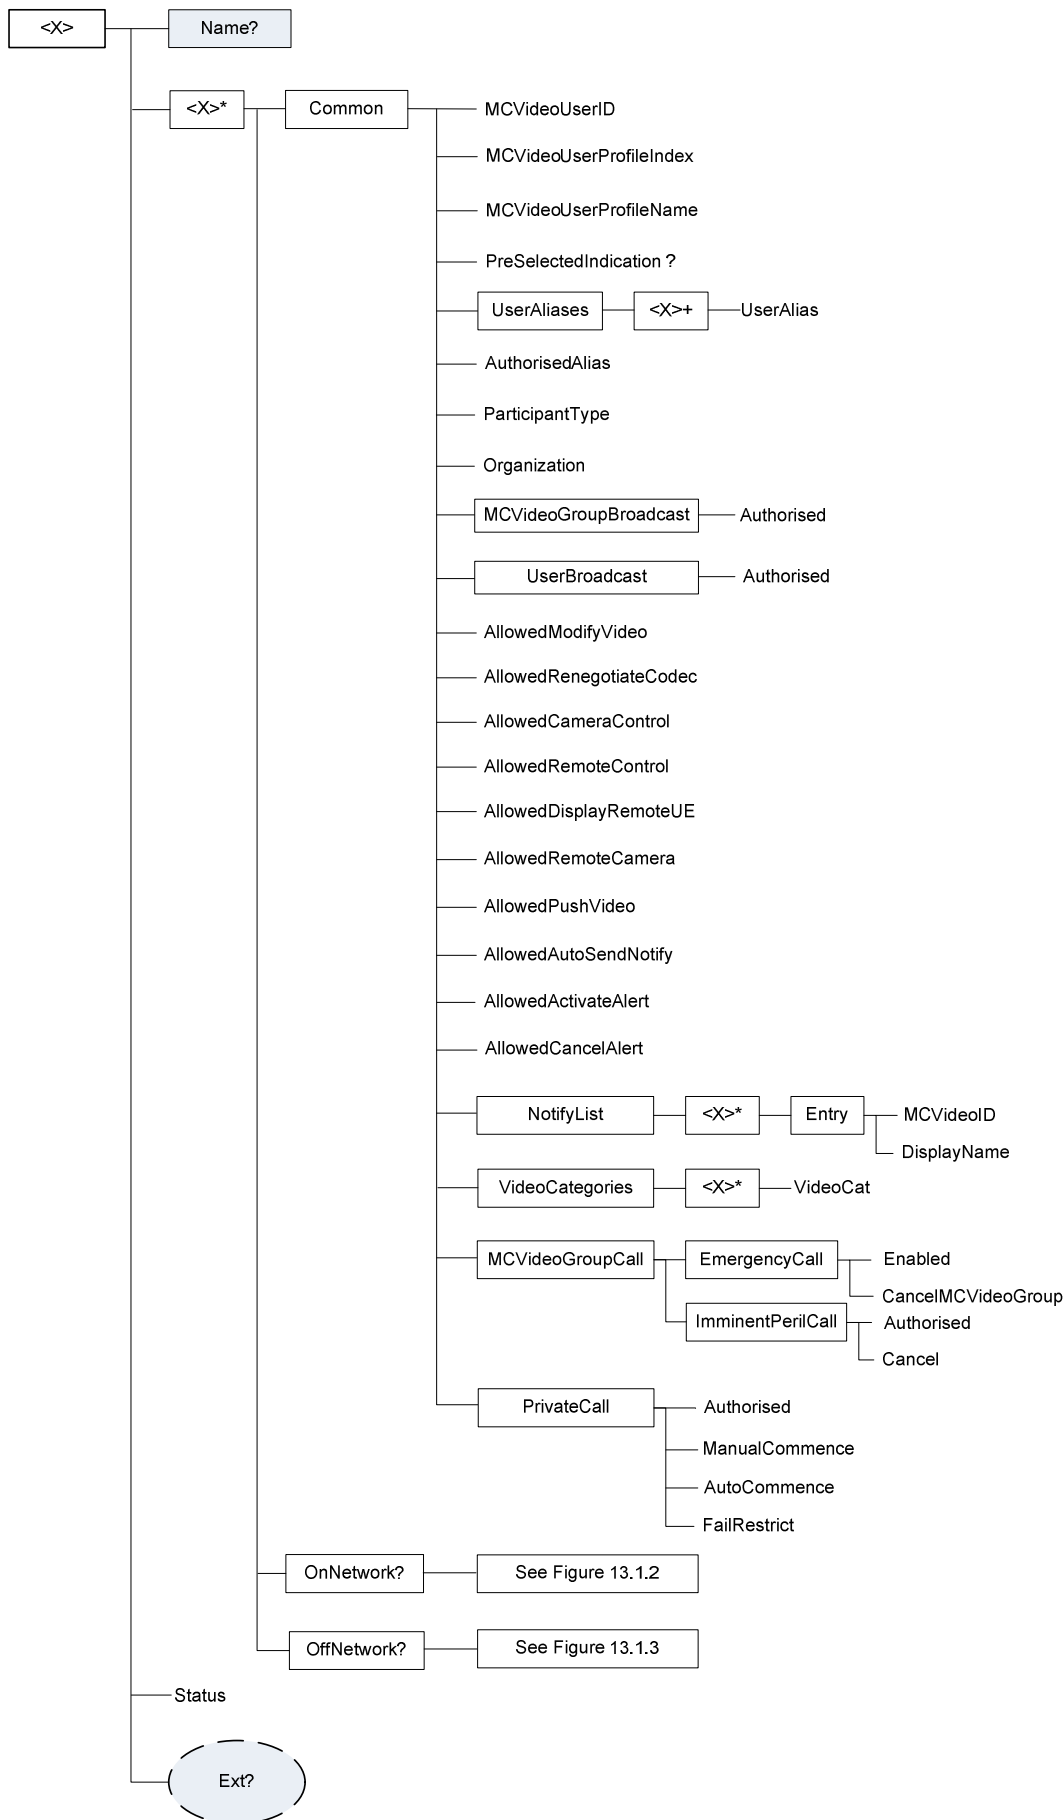 <X>
Name?
<X>*
Common
MCVideoUserID
MCVideoUserProfileIndex
MCVideoUserProfileName
PreSelectedIndication ?
UserAliases
<X>+
UserAlias
AuthorisedAlias
ParticipantType
Organization
MCVideoGroupBroadcast
Authorised
UserBroadcast
Authorised
AllowedModifyVideo
AllowedRenegotiateCodec
AllowedCameraControl
AllowedRemoteControl
AllowedDisplayRemoteUE
AllowedRemoteCamera
AllowedPushVideo
AllowedAutoSendNotify
AllowedActivateAlert
AllowedCancelAlert
NotifyList
<X>*
Entry
MCVideoID
DisplayName
VideoCategories
<X>*
VideoCat
MCVideoGroupCall
EmergencyCall
Enabled
CancelMCVideoGroup
ImminentPerilCall
Authorised
Cancel
PrivateCall
Authorised
ManualCommence
AutoCommence
FailRestrict
OnNetwork?
See Figure 13.1.2
OffNetwork?
See Figure 13.1.3
Status
Ext?